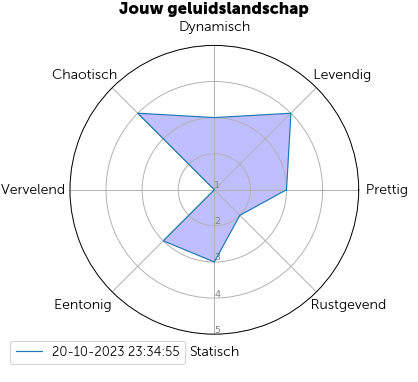 Jouw geluidslandschap
Dynamisch
Chaotisch
Levendig
Vervelend
1
Prettig
2
3
4
Eentonig
Rustgevend
5
20-10-2023 23:34:55
Statisch